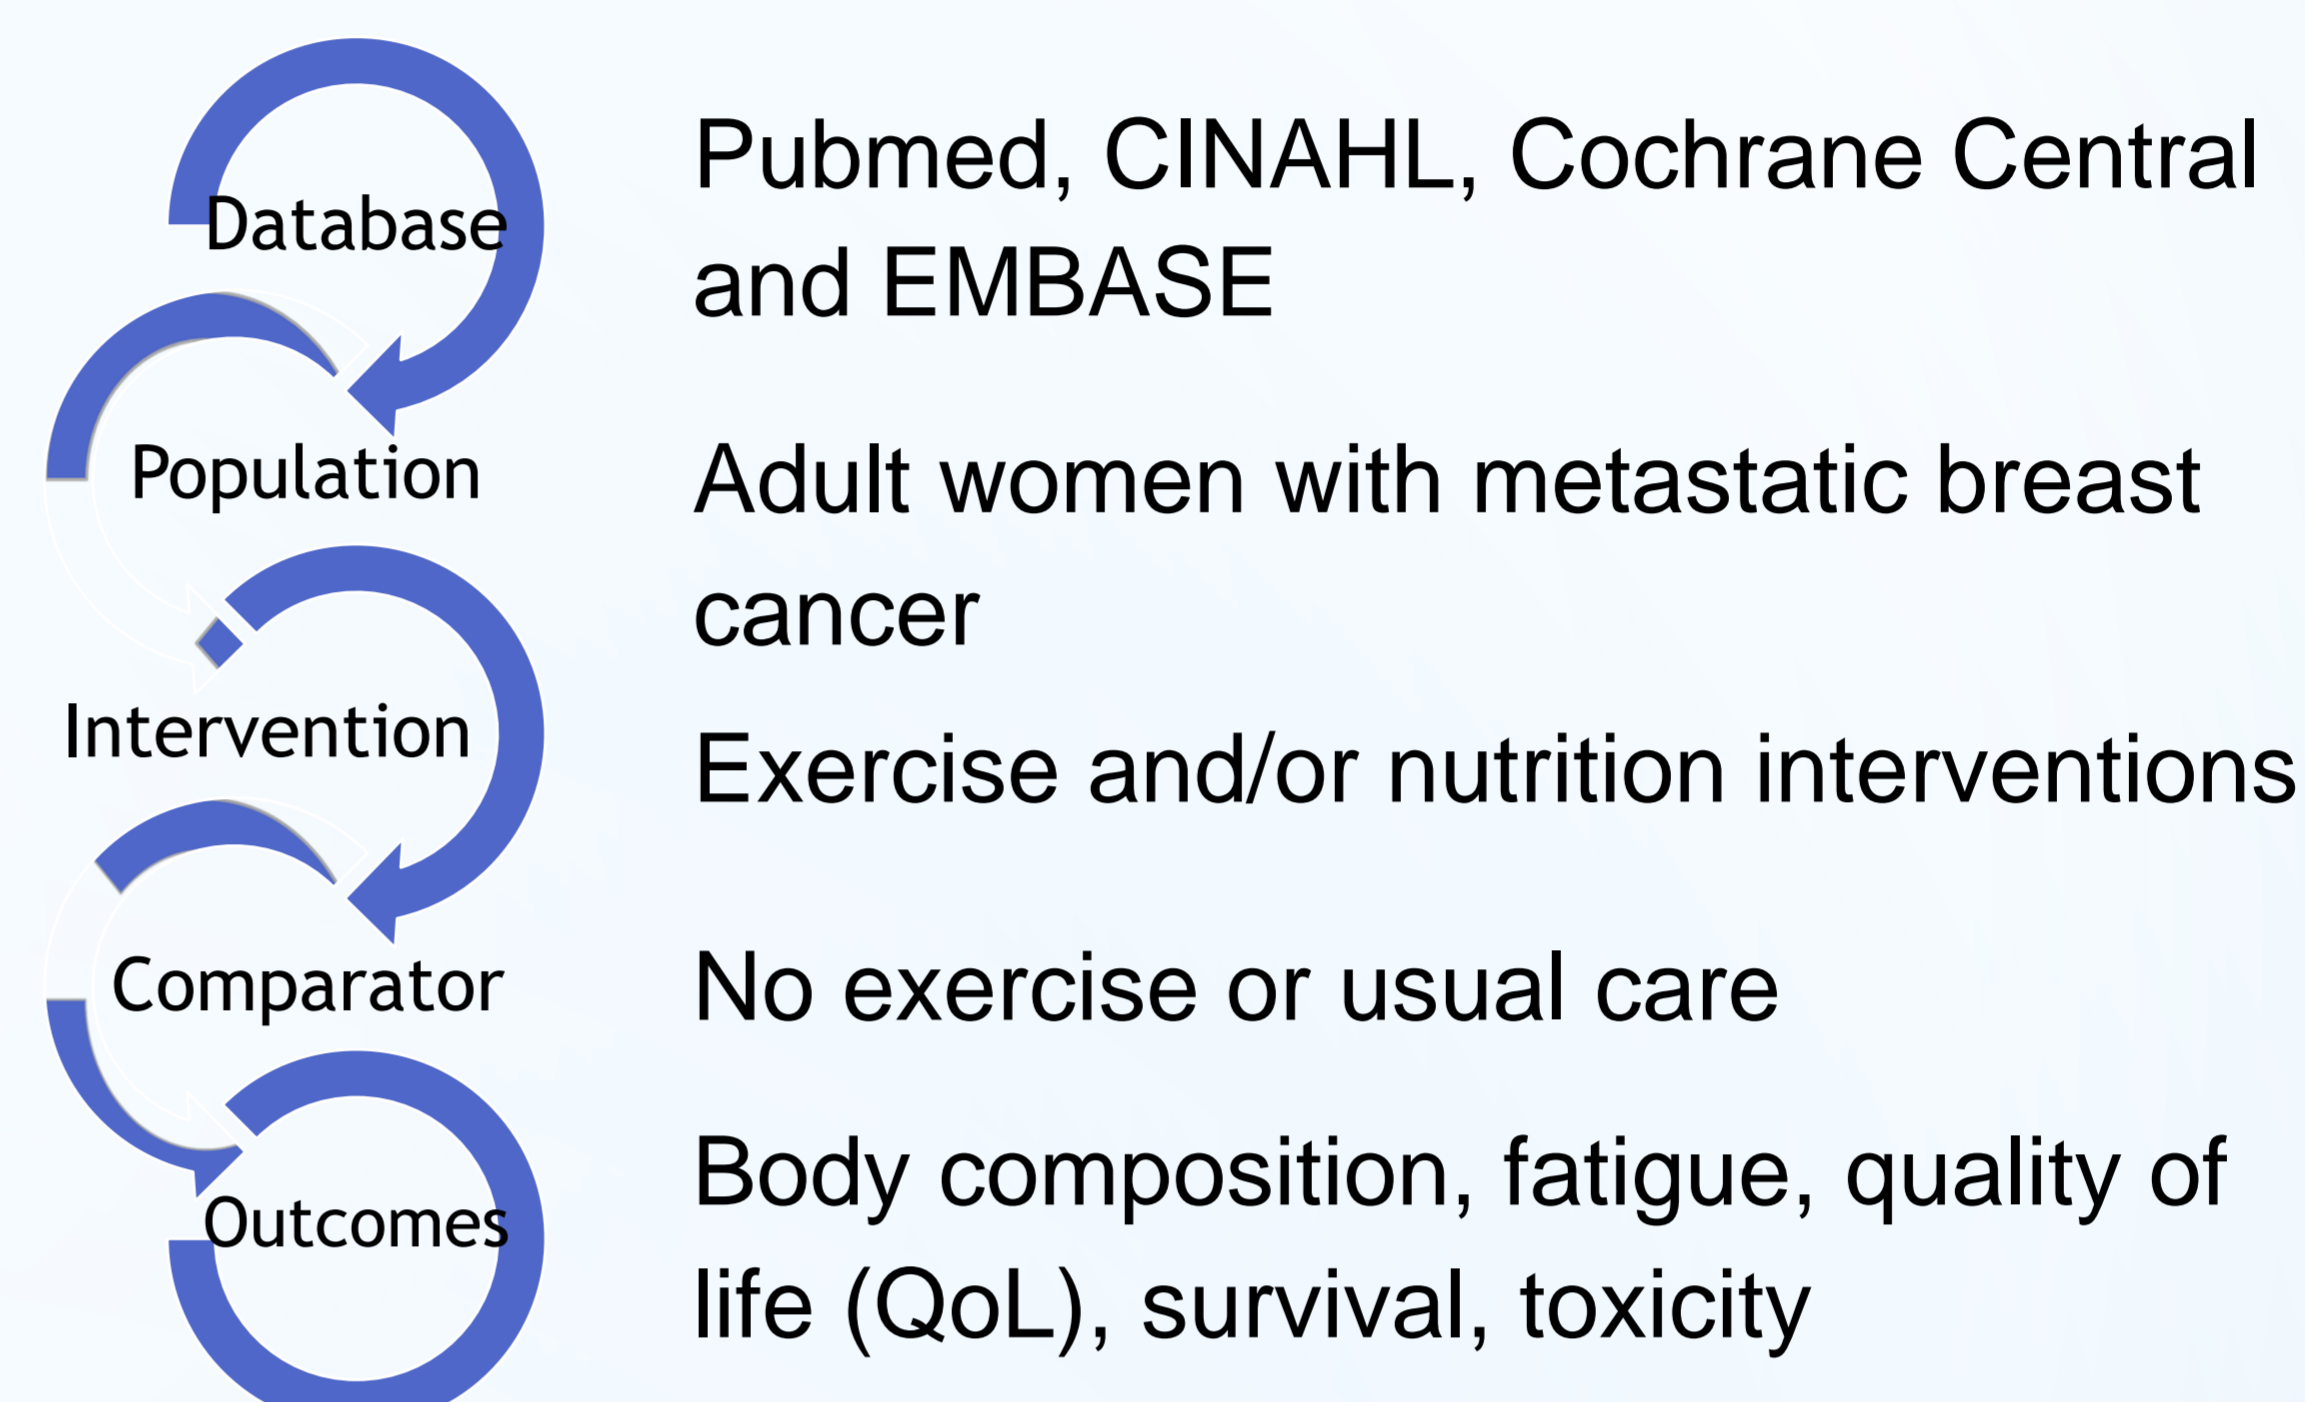 Database
Pubmed, CINAHL, Cochrane Central
and EMBASE
Population
Adult women with metastatic breast
cancer
Intervention
Exercise and/or nutrition interventions
Comparator
No exercise or usual care
Outcomes
Body composition, fatigue, quality of
life (QoL), survival, toxicity